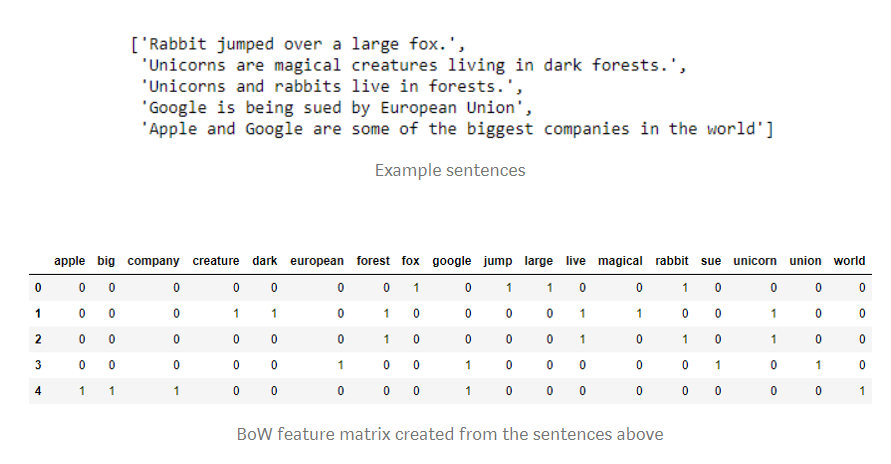 ['Rabbit jumped over a large fox.',
'Unicorns are magical creatures living in dark forests.',
'Unicorns and rabbits live in forests.',
'Google is being sued by European Union',
'Apple and Google are some of the biggest companies in the world']
Example sentences
apple big company creature dark european forest fox google jump large live magical rabbit sue unicorn union world
0 0 0 0 0 0 0 0 1 0 1 1 0 0 1 0 0 0 0
1 0 0 0 1 1 0 1 0 0 0 0 1 1 0 0 1 0 0
2 0 0 0 0 0 0 1 0 0 0 0 1 0 1 0 1 0 0
3 0 0 0 0 0 1 0 0 1 0 0 0 0 0 1 0 1 0
4 1 1 1 0 0 0 0 0 1 0 0 0 0 0 0 0 0 1
BoW feature matrix created from the sentences above